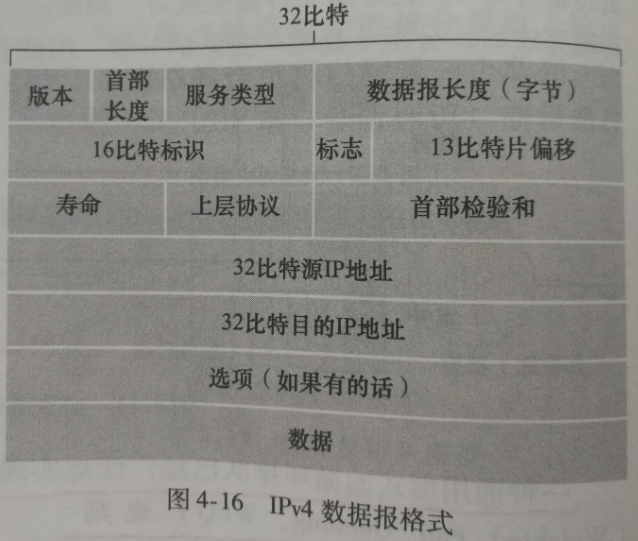 32比特
版本 首部长度 服务类型 数据报长度（字节）
16比特标识 标志 13比特片偏移
寿命 上层协议 首部检验和
32比特源IP地址
32比特目的IP地址
选项（如果有的话）
数据
图 4-16 IPv4 数据报格式